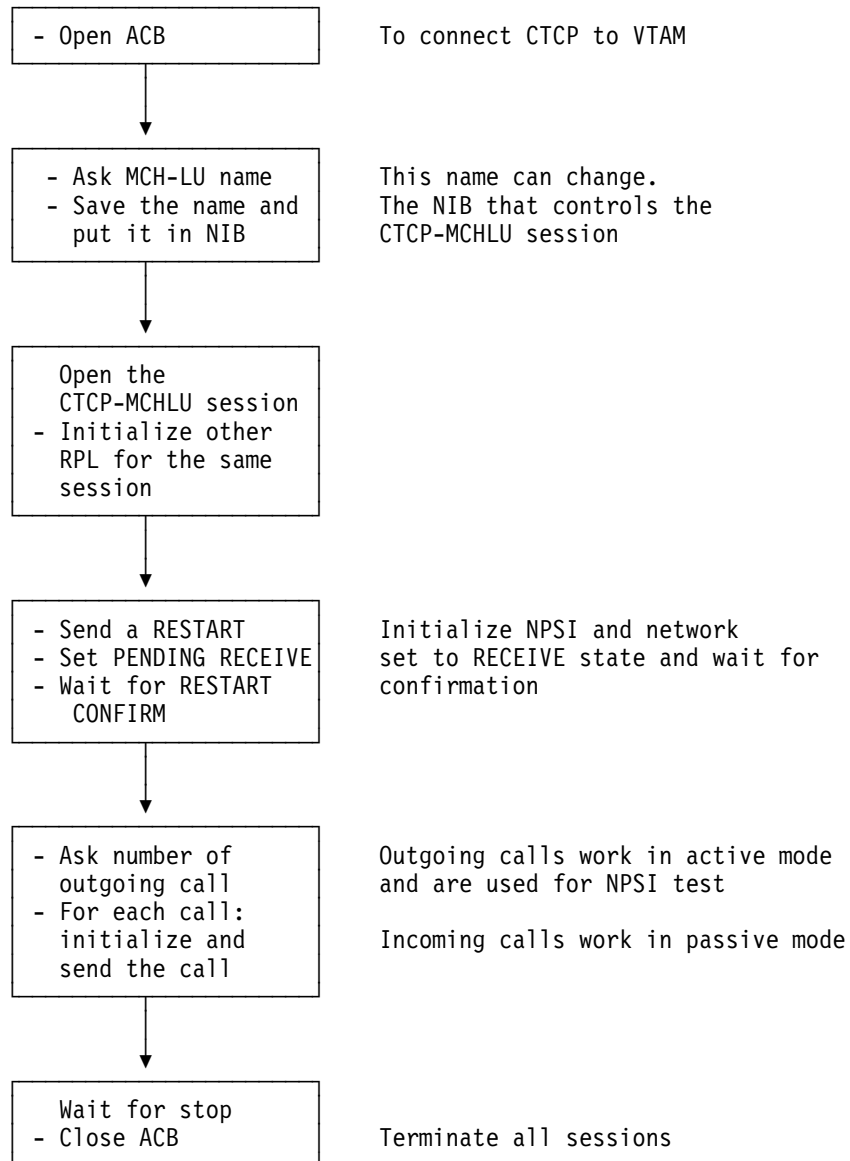 - Open ACB To connect CTCP to VTAM
- Ask MCH-LU name This name can change.
- Save the name and The NIB that controls the
put it in NIB CTCP-MCHLU session
Open the
CTCP-MCHLU session
- Initialize other
RPL for the same
session
- Send a RESTART Initialize NPSI and network
- Set PENDING RECEIVE set to RECEIVE state and wait for
- Wait for RESTART confirmation
CONFIRM
- Ask number of Outgoing calls work in active mode
outgoing call and are used for NPSI test
- For each call:
initialize and Incoming calls work in passive mode
send the call
Wait for stop
- Close ACB Terminate all sessions